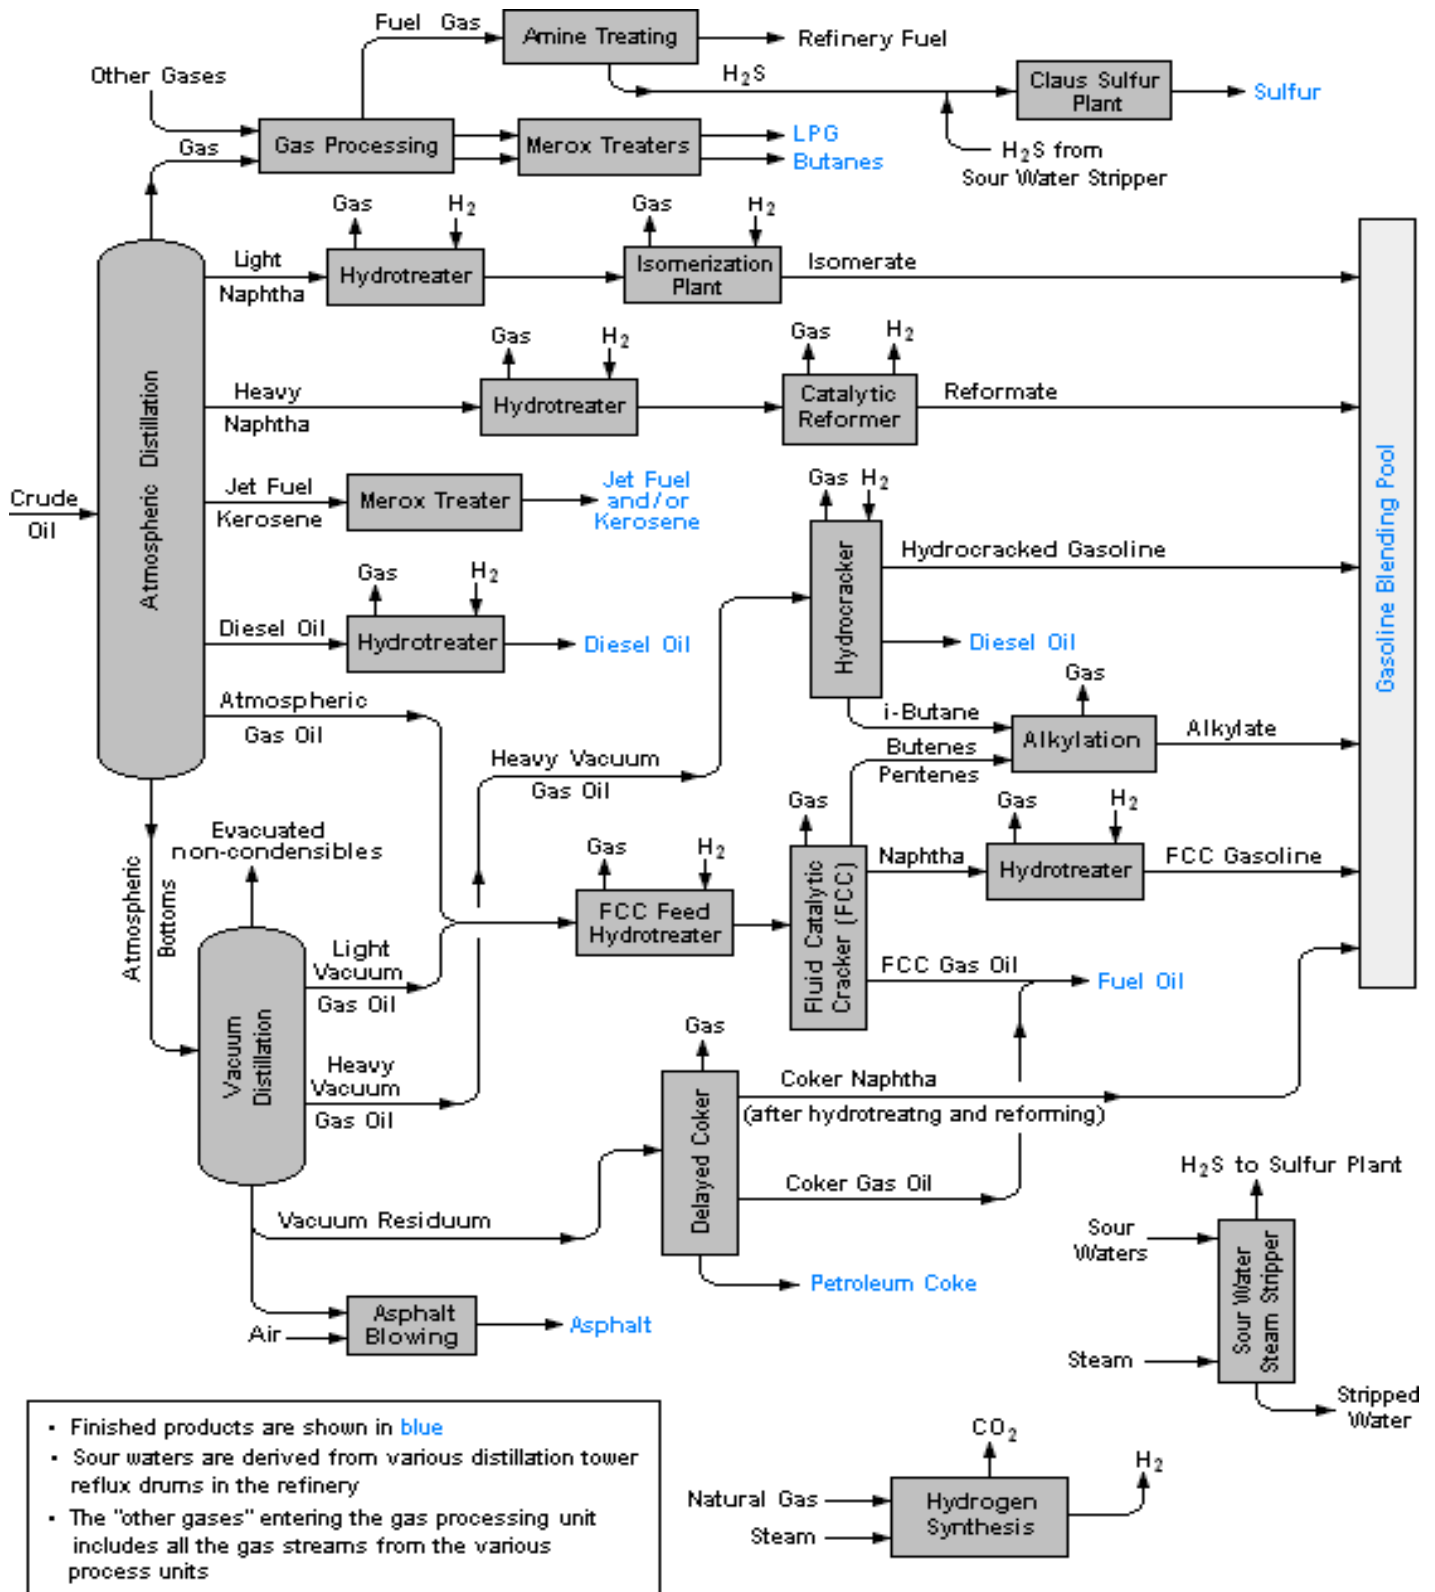 Fuel Gas
Amine Treating
Refinery Fuel
Other Gases
H2S
Claus Sulfur
Plant
Sulfur
Gas
Gas Processing
Merox Treaters
LPG
Butanes
H2S from
Sour Water Stripper
Gas
H2
Gas
H2
Light
Naphtha
Hydrotreater
Isomerization
Plant
Isomerate
Gas
H2
Gas
H2
Heavy
Naphtha
Hydrotreater
Catalytic
Reformer
Reformate
Crude
Oil
Atmospheric Distillation
Jet Fuel
Kerosene
Merox Treater
Jet Fuel
and/or
Kerosene
Gas
H2
Hydrocracker
Hydrocracked Gasoline
Gasoline Blending Pool
Gas
H2
Diesel Oil
Hydrotreater
Diesel Oil
Diesel Oil
Atmospheric
Gas Oil
i-Butane
Gas
Alkylation
Alkylate
Butenes
Pentenes
Heavy Vacuum
Gas Oil
Evacuated
non-condensibles
Atmospheric
Bottoms
Gas
H2
FCC Feed
Hydrotreater
Gas
Fluid Catalytic
Cracker (FCC)
Naphtha
Gas
H2
Hydrotreater
FCC Gasoline
Light
Vacuum
Gas Oil
FCC Gas Oil
Fuel Oil
Vacuum
Distillation
Heavy
Vacuum
Gas Oil
Gas
Delayed Coker
Coker Naphtha
(after hydrotreatng and reforming)
Coker Gas Oil
Vacuum Residuum
Petroleum Coke
Air
Asphalt
Blowing
Asphalt
H2S to Sulfur Plant
Sour
Waters
Sour Water
Steam Stripper
Steam
Stripped
Water
CO2
H2
Natural Gas
Steam
Hydrogen
Synthesis
• Finished products are shown in blue
• Sour waters are derived from various distillation tower
reflux drums in the refinery
• The "other gases" entering the gas processing unit
includes all the gas streams from the various
process units